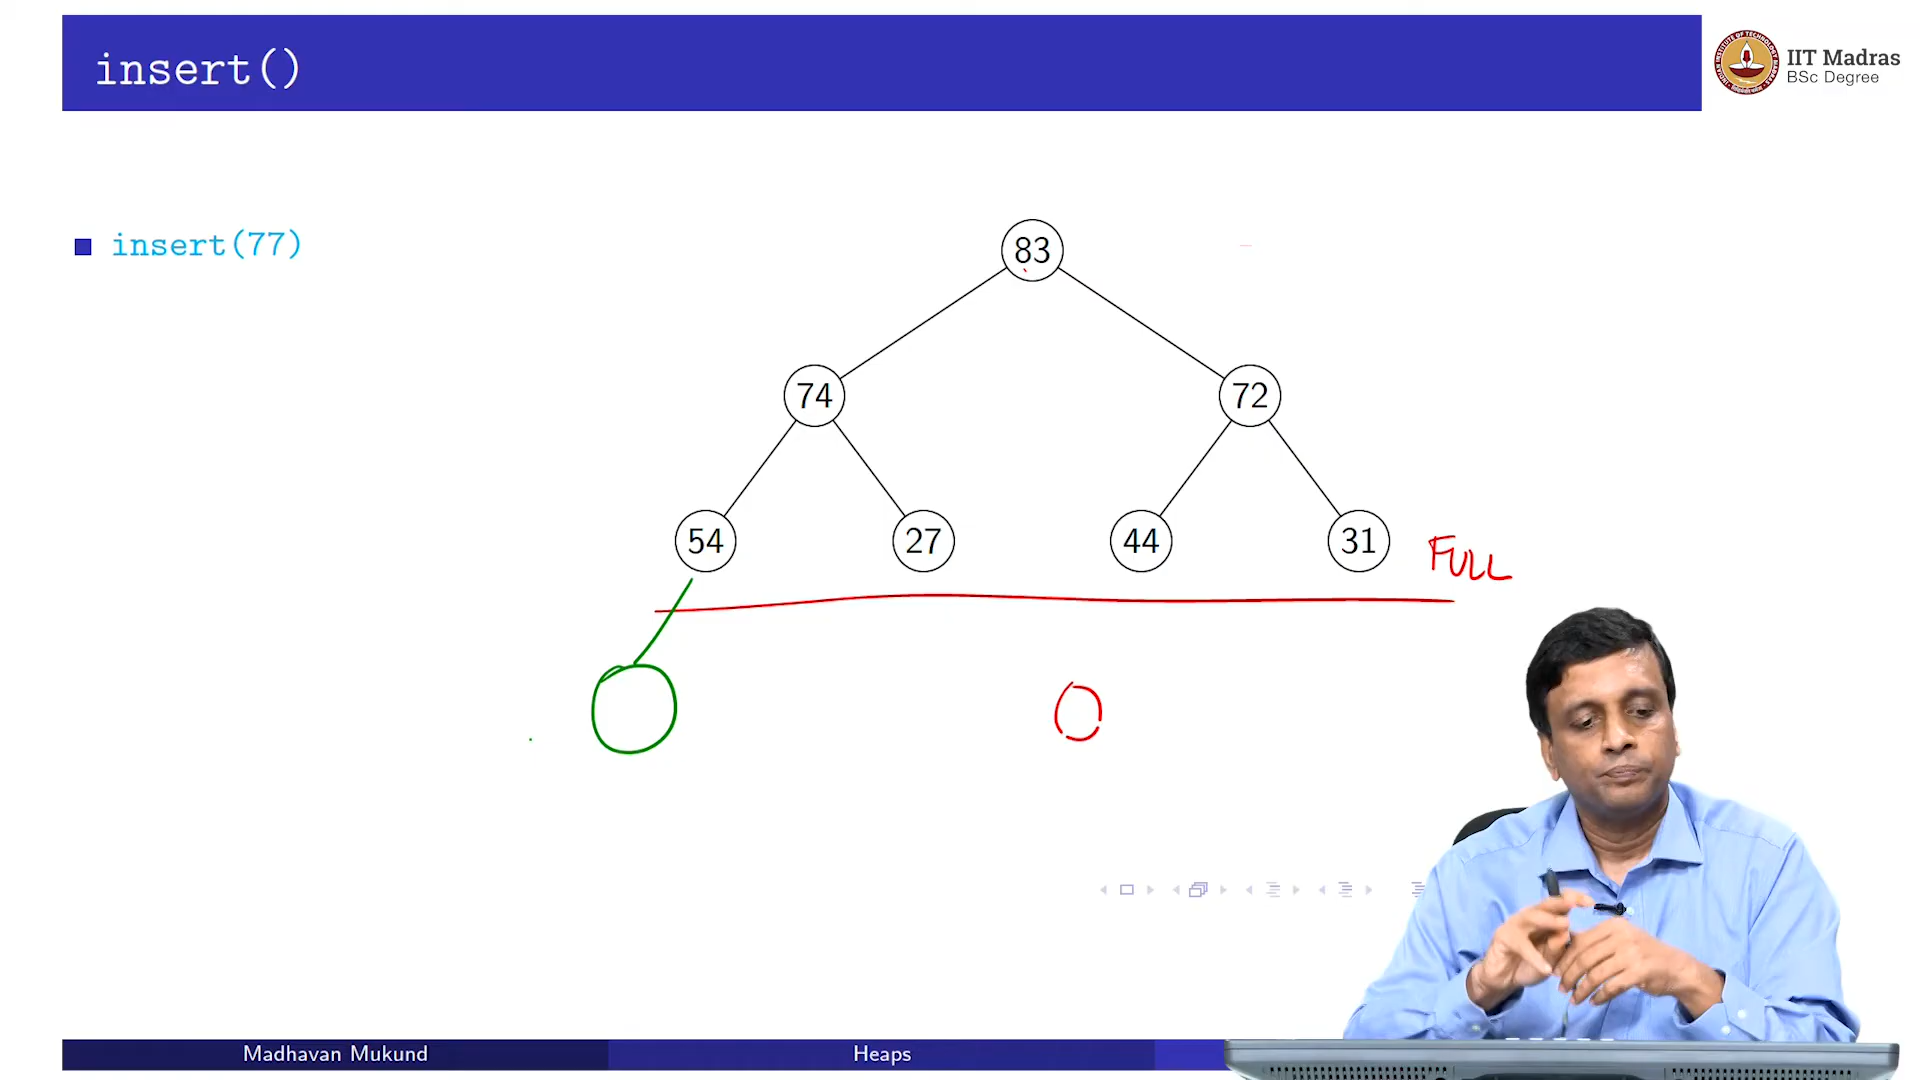 insert()
IIT Madras
BSc Degree
insert(77)
83
74
72
54
27
44
31
FULL
Madhavan Mukund
Heaps